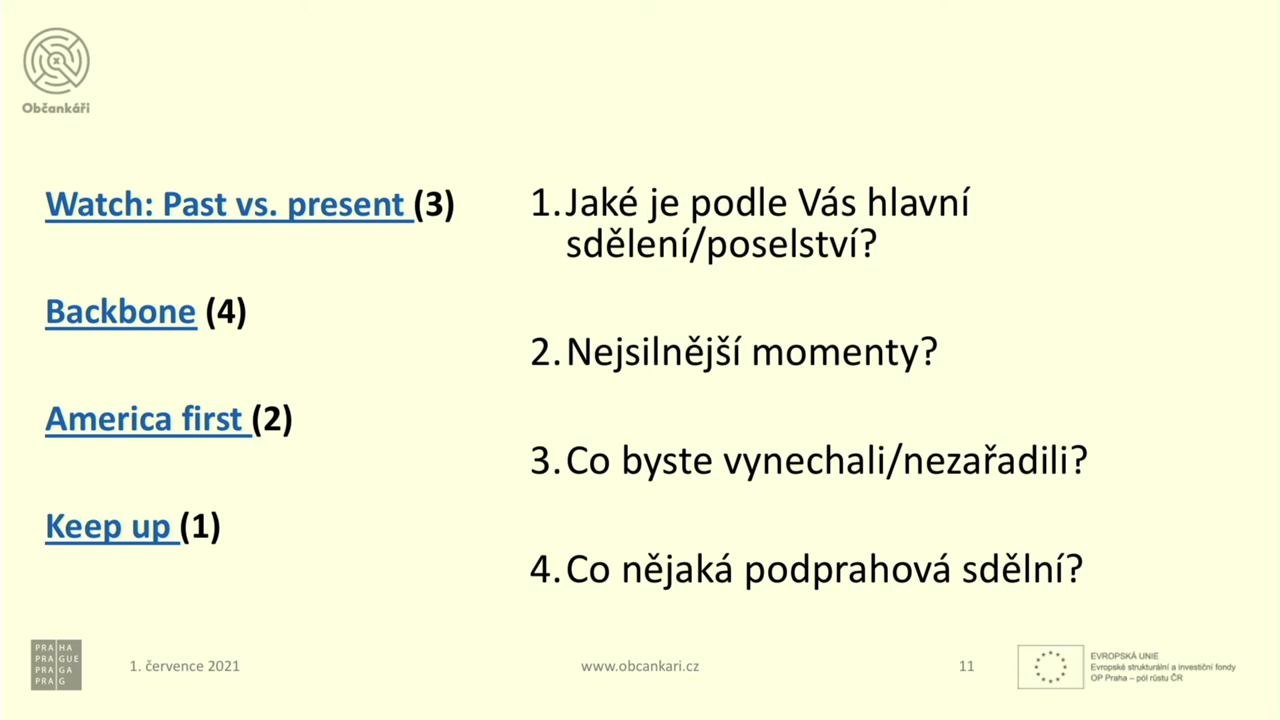 Občankáři
Watch: Past vs. present (3)
Backbone (4)
America first (2)
Keep up (1)
1. Jaké je podle Vás hlavní
sdělení/poselství?
2. Nejsilnější momenty?
3. Co byste vynechali/nezařadili?
4. Co nějaká podprahová sdělní?
PRA HA
PRA GUE
PRA GA
PRA G
1. července 2021
www.obcankari.cz
11
EVROPSKÁ UNIE
Evropské strukturální a investiční fondy
OP Praha – pól růstu ČR